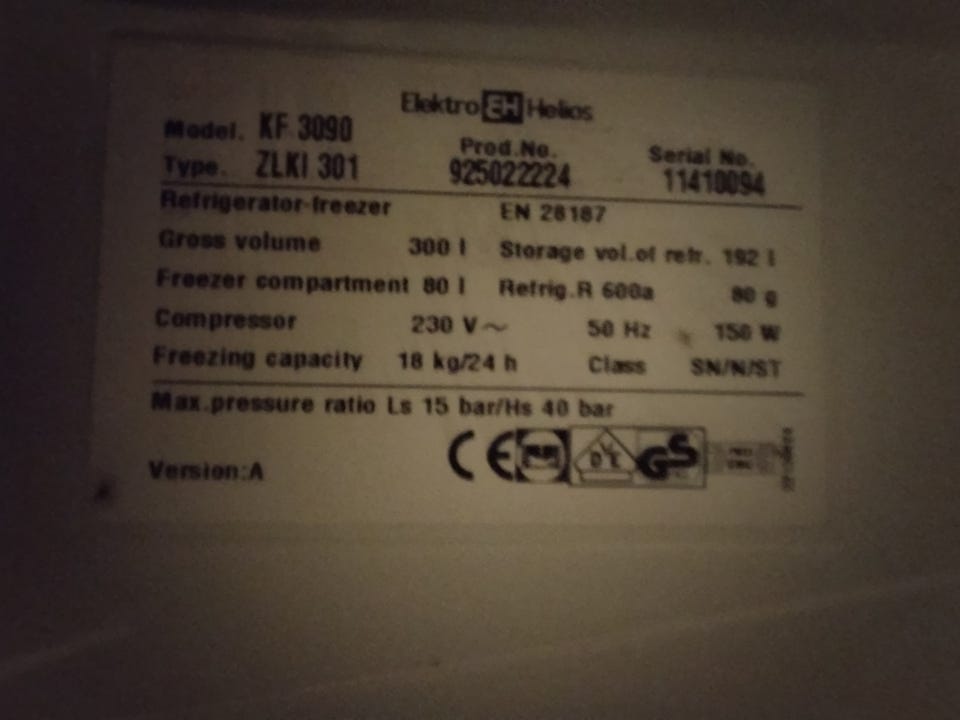 Elektro EH Helios
Model. KF 3090
Prod.No. Serial No.
Type. ZLKI 301 925022224 11410094
Refrigerator-freezer EN 28187
Gross volume 300 l Storage vol.of refr. 192 l
Freezer compartment 80 l Refrig.R 600a 80 g
Compressor 230 V~ 50 Hz 150 W
Freezing capacity 18 kg/24 h Class SN/N/ST
Max.pressure ratio Ls 15 bar/Hs 40 bar
Version:A CE GS